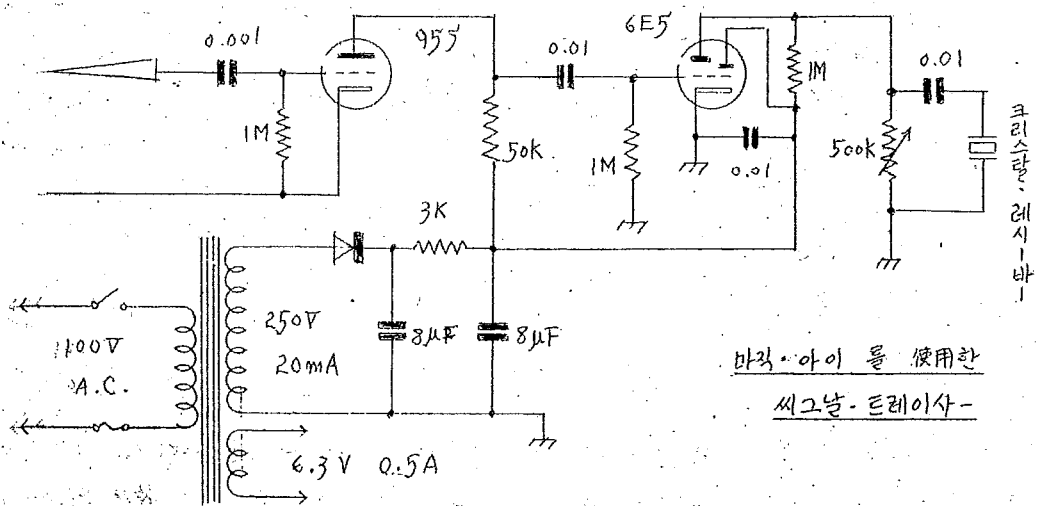 0.001
955
6E5
0.01
1M
0.01
1M
50K
1M
0.01
500K
크리스탈·레시-바-
3K
250V
20mA
8μF
8μF
1100V
A.C.
6.3V 0.5A
마직·아이를 使用한
씨그날·트레이사-